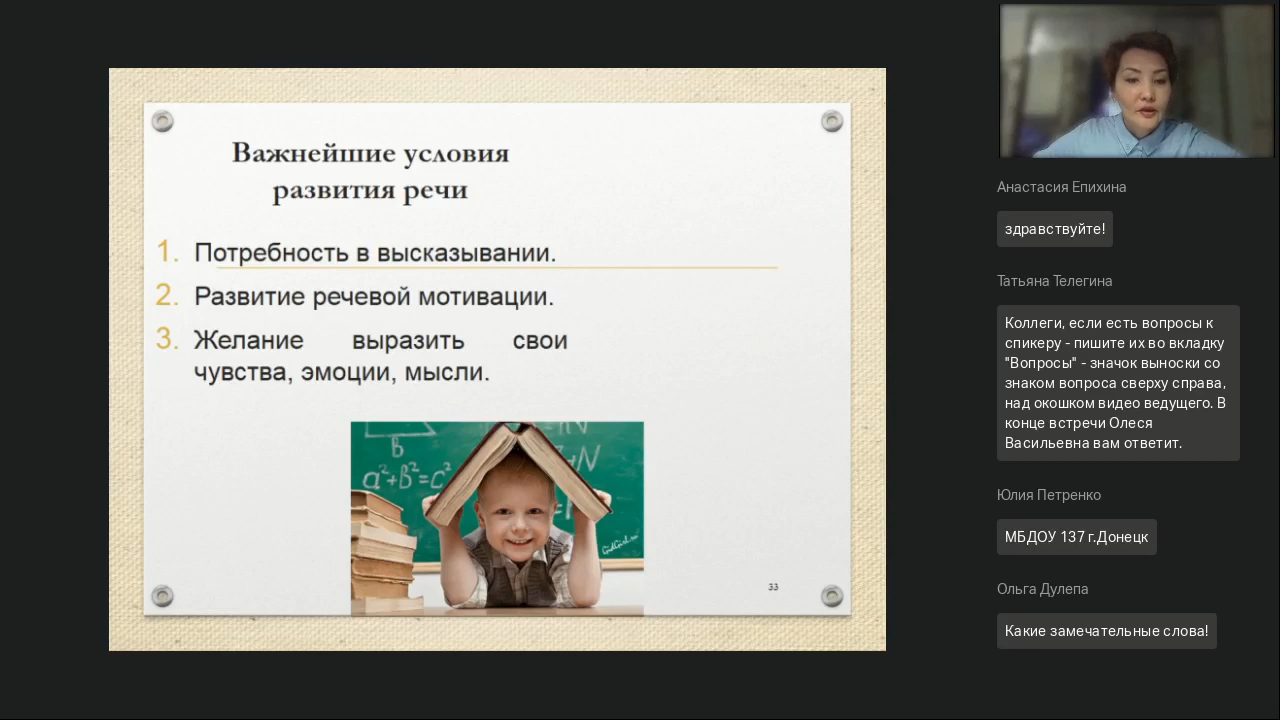 Важнейшие условия
развития речи
1. Потребность в высказывании.
2. Развитие речевой мотивации.
3. Желание выразить свои
чувства, эмоции, мысли.
B
a²+B²=C²
33
Анастасия Епихина
здравствуйте!
Татьяна Телегина
Коллеги, если есть вопросы к
спикеру - пишите их во вкладку
"Вопросы" - значок выноски со
знаком вопроса сверху справа,
над окошком видео ведущего. В
конце встречи Олеся
Васильевна вам ответит.
Юлия Петренко
МБДОУ 137 г.Донецк
Ольга Дулепа
Какие замечательные слова!